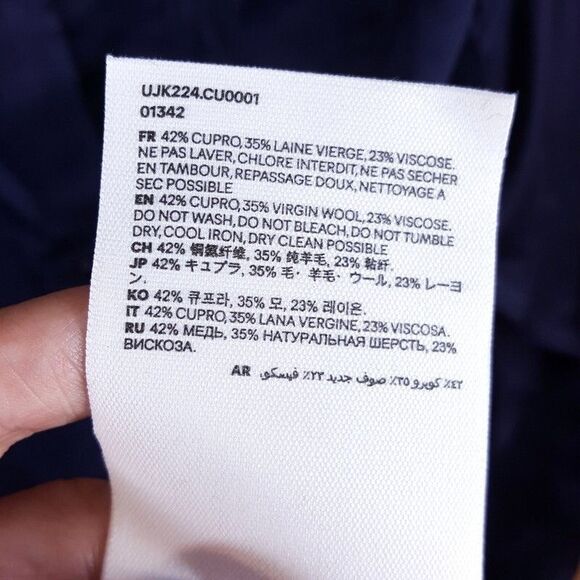 UJK224.CU0001
01342
FR 42% CUPRO, 35% LAINE VIERGE, 23% VISCOSE.
NE PAS LAVER, CHLORE INTERDIT, NE PAS SECHER
EN TAMBOUR, REPASSAGE DOUX, NETTOYAGE A
SEC POSSIBLE
EN 42% CUPRO, 35% VIRGIN WOOL, 23% VISCOSE.
DO NOT WASH, DO NOT BLEACH, DO NOT TUMBLE
DRY, COOL IRON, DRY CLEAN POSSIBLE
CH 42% 铜氨纤维, 35% 纯羊毛, 23% 粘纤.
JP 42% キュプラ, 35% 毛・羊毛・ウール, 23% レーヨ
ン.
KO 42% 큐프라, 35% 모, 23% 레이온.
IT 42% CUPRO, 35% LANA VERGINE, 23% VISCOSA.
RU 42% МЕДЬ, 35% НАТУРАЛЬНАЯ ШЕРСТЬ, 23%
ВИСКОЗА.
AR ٤٢٪ كوبرو ٣٥٪ صوف جديد ٢٣٪ فيسكو.